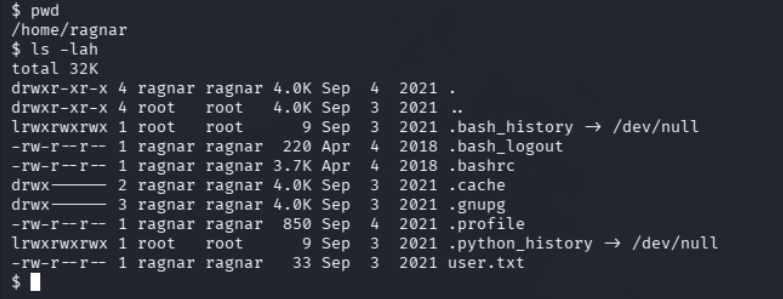 $ pwd
/home/ragnar
$ ls -lah
total 32K
drwxr-xr-x 4 ragnar ragnar 4.0K Sep  4  2021 .
drwxr-xr-x 4 root   root   4.0K Sep  3  2021 ..
lrwxrwxrwx 1 root   root      9 Sep  3  2021 .bash_history → /dev/null
-rw-r--r-- 1 ragnar ragnar  220 Apr  4  2018 .bash_logout
-rw-r--r-- 1 ragnar ragnar 3.7K Apr  4  2018 .bashrc
drwx------ 2 ragnar ragnar 4.0K Sep  3  2021 .cache
drwx------ 3 ragnar ragnar 4.0K Sep  3  2021 .gnupg
-rw-r--r-- 1 ragnar ragnar  850 Sep  4  2021 .profile
lrwxrwxrwx 1 root   root      9 Sep  3  2021 .python_history → /dev/null
-rw-r--r-- 1 ragnar ragnar   33 Sep  3  2021 user.txt
$